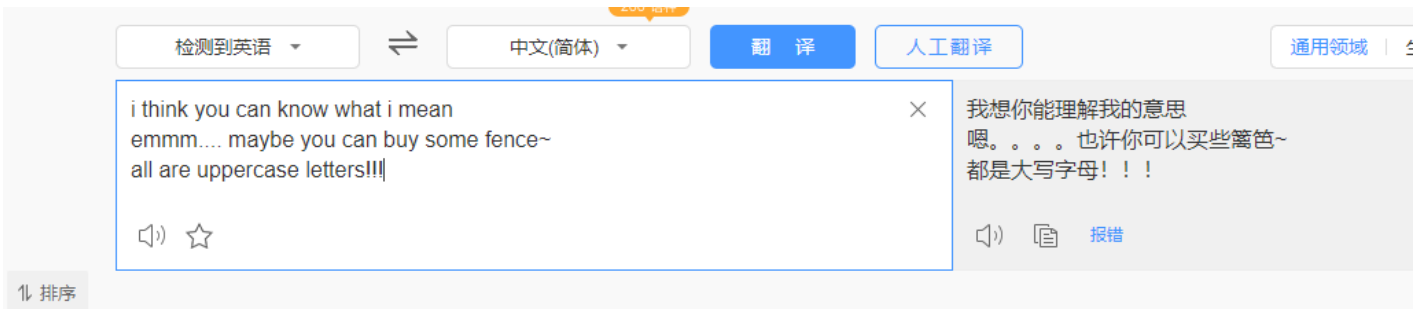 检测到英语
中文(简体)
翻 译
人工翻译
通用领域
i think you can know what i mean
emmm.... maybe you can buy some fence~
all are uppercase letters!!!
我想你能理解我的意思
嗯。。。。也许你可以买些篱笆~
都是大写字母！！！
报错
排序